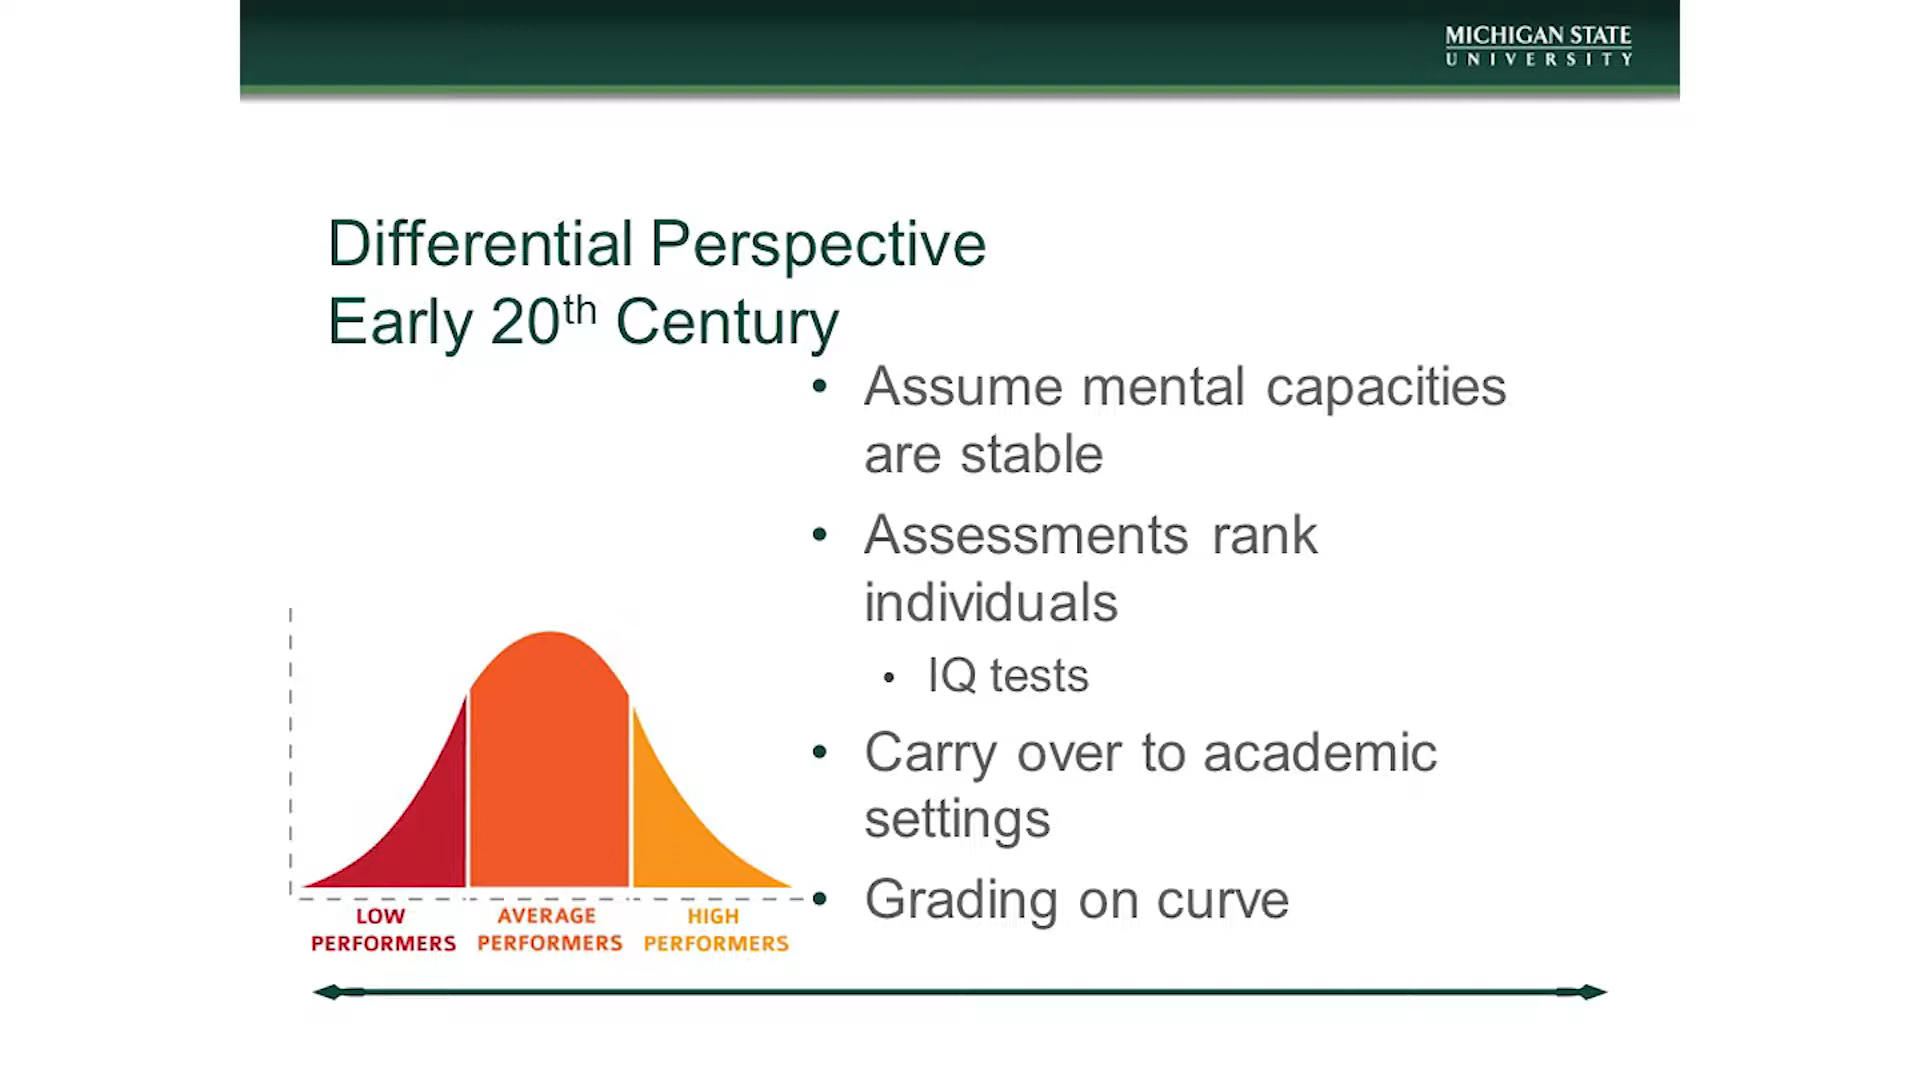 MICHIGAN STATE
UNIVERSITY
Differential Perspective
Early 20th Century
• Assume mental capacities
are stable
• Assessments rank
individuals
• IQ tests
• Carry over to academic
settings
• Grading on curve
LOW
PERFORMERS
AVERAGE
PERFORMERS
HIGH
PERFORMERS